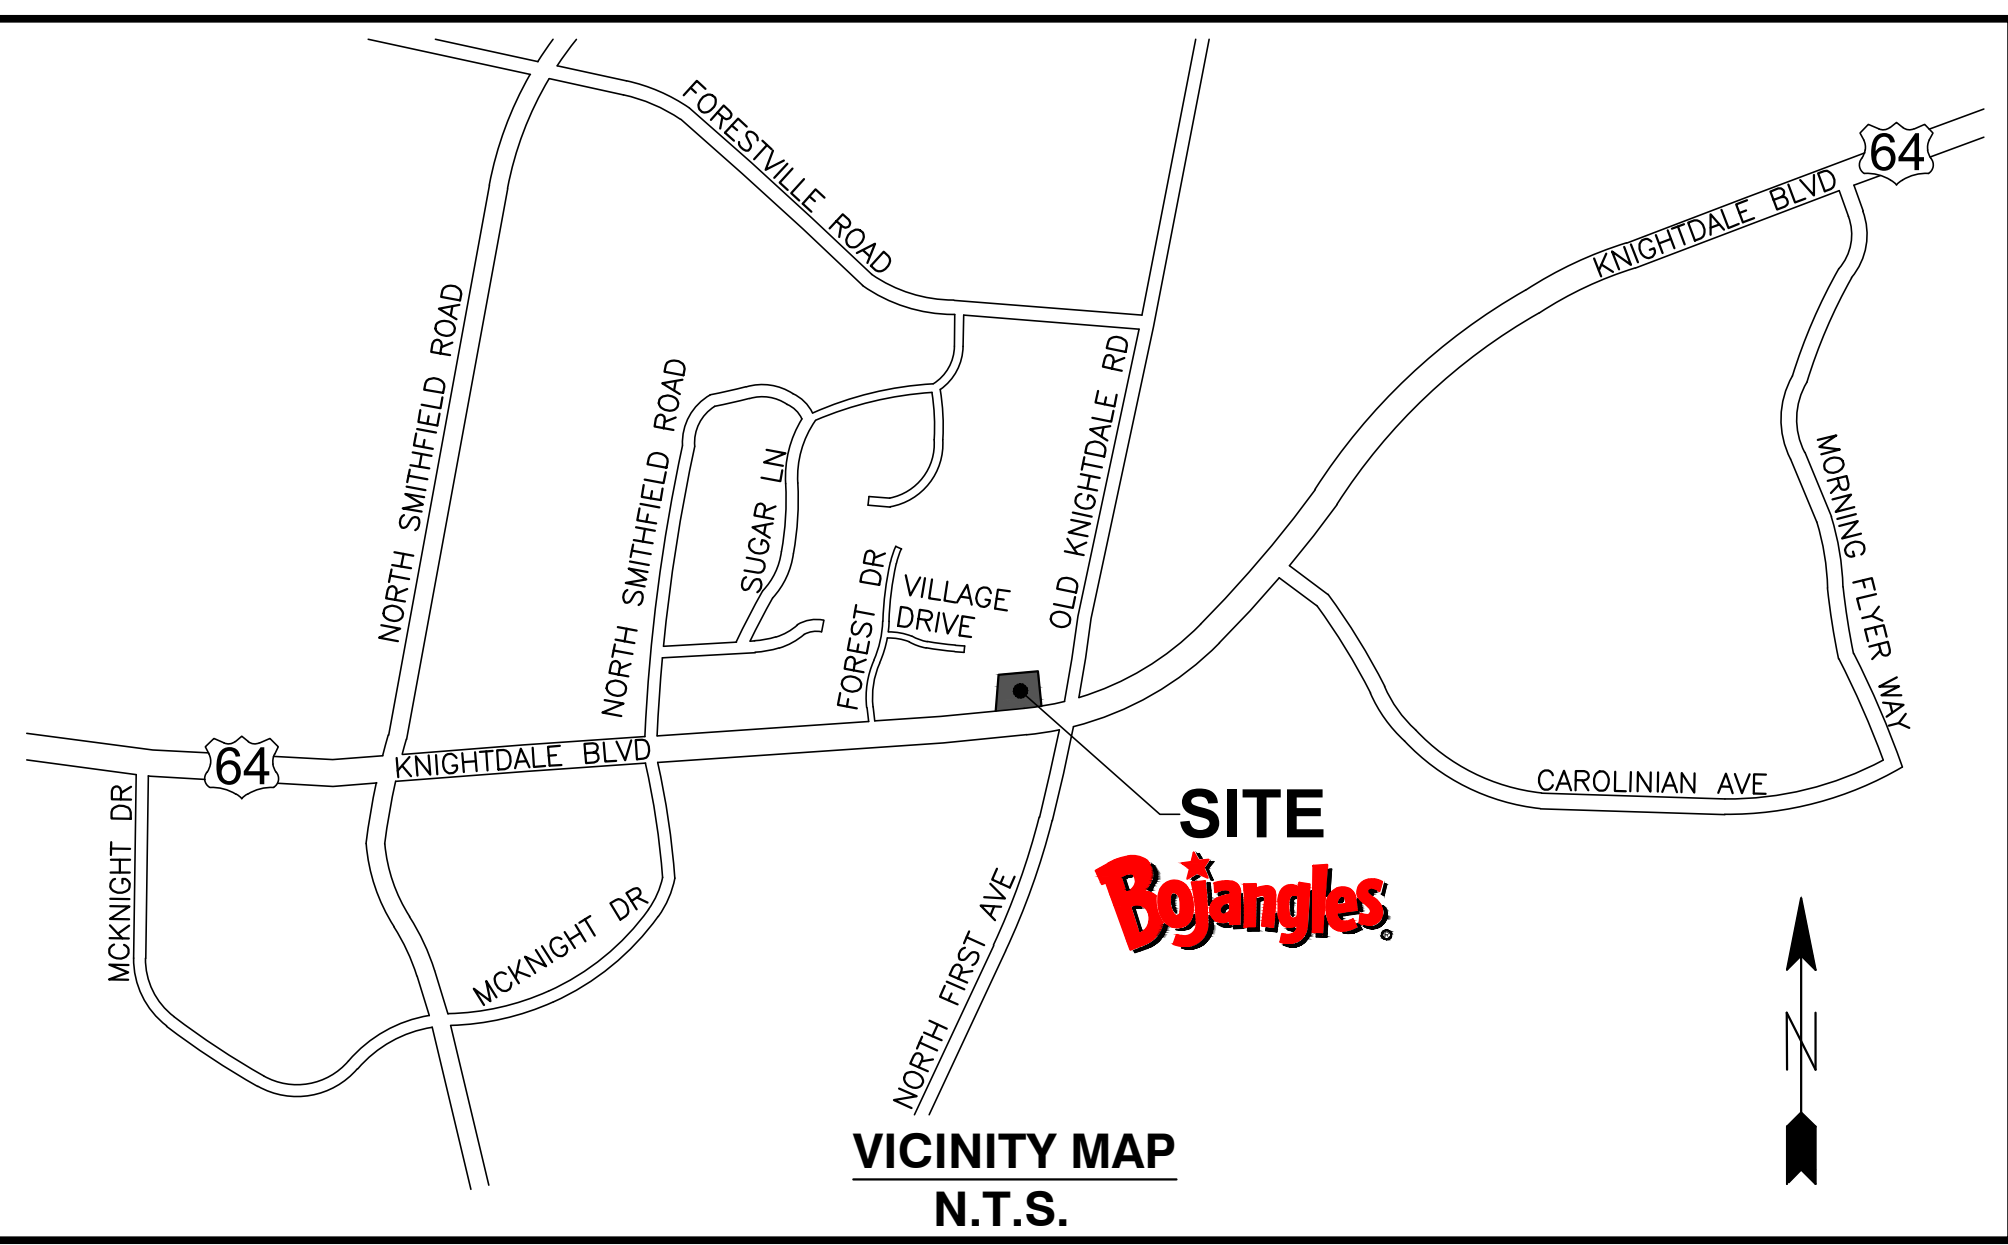 FORESTVILLE ROAD
64
KNIGHTDALE BLVD
NORTH SMITHFIELD ROAD
NORTH SMITHFIELD ROAD
OLD KNIGHTDALE RD
SUGAR LN
MORNING FLYER WAY
FOREST DR
VILLAGE
DRIVE
64
KNIGHTDALE BLVD
CAROLINIAN AVE
MCKNIGHT DR
SITE
Bojangles
®
MCKNIGHT DR
NORTH FIRST AVE
N
VICINITY MAP
N.T.S.